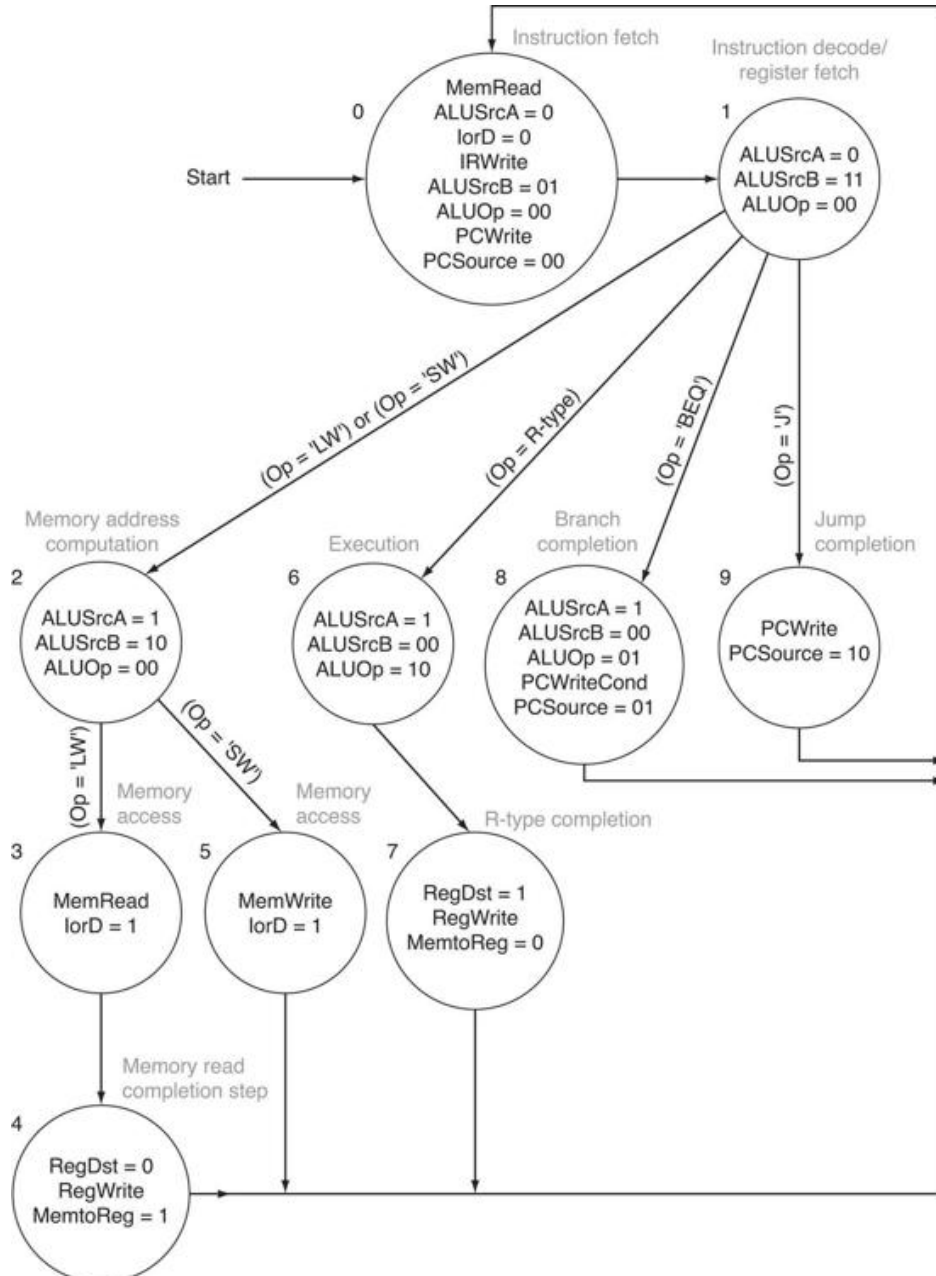 Instruction fetch
Instruction decode/
register fetch
0
MemRead
ALUSrcA = 0
IorD = 0
IRWrite
ALUSrcB = 01
ALUOp = 00
PCWrite
PCSource = 00
1
ALUSrcA = 0
ALUSrcB = 11
ALUOp = 00
Start
(Op = 'LW') or (Op = 'SW')
(Op = R-type)
(Op = 'BEQ')
(Op = 'J')
Memory address
computation
2
ALUSrcA = 1
ALUSrcB = 10
ALUOp = 00
Execution
6
ALUSrcA = 1
ALUSrcB = 00
ALUOp = 10
Branch
completion
8
ALUSrcA = 1
ALUSrcB = 00
ALUOp = 01
PCWriteCond
PCSource = 01
Jump
completion
9
PCWrite
PCSource = 10
(Op = 'LW')
(Op = 'SW')
Memory
access
3
MemRead
IorD = 1
Memory
access
5
MemWrite
IorD = 1
R-type completion
7
RegDst = 1
RegWrite
MemtoReg = 0
Memory read
completion step
4
RegDst = 0
RegWrite
MemtoReg = 1